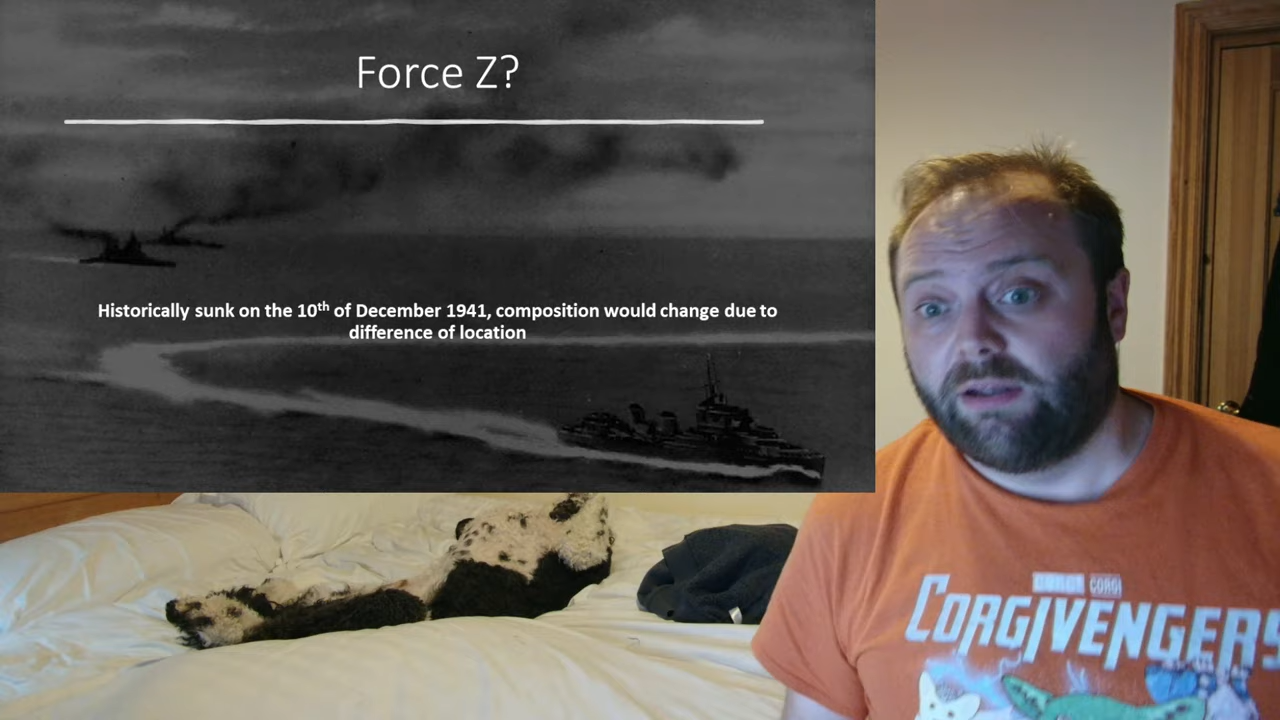 Force Z?
Historically sunk on the 10th of December 1941, composition would change due to
difference of location
CORGI
CORGIVENGERS